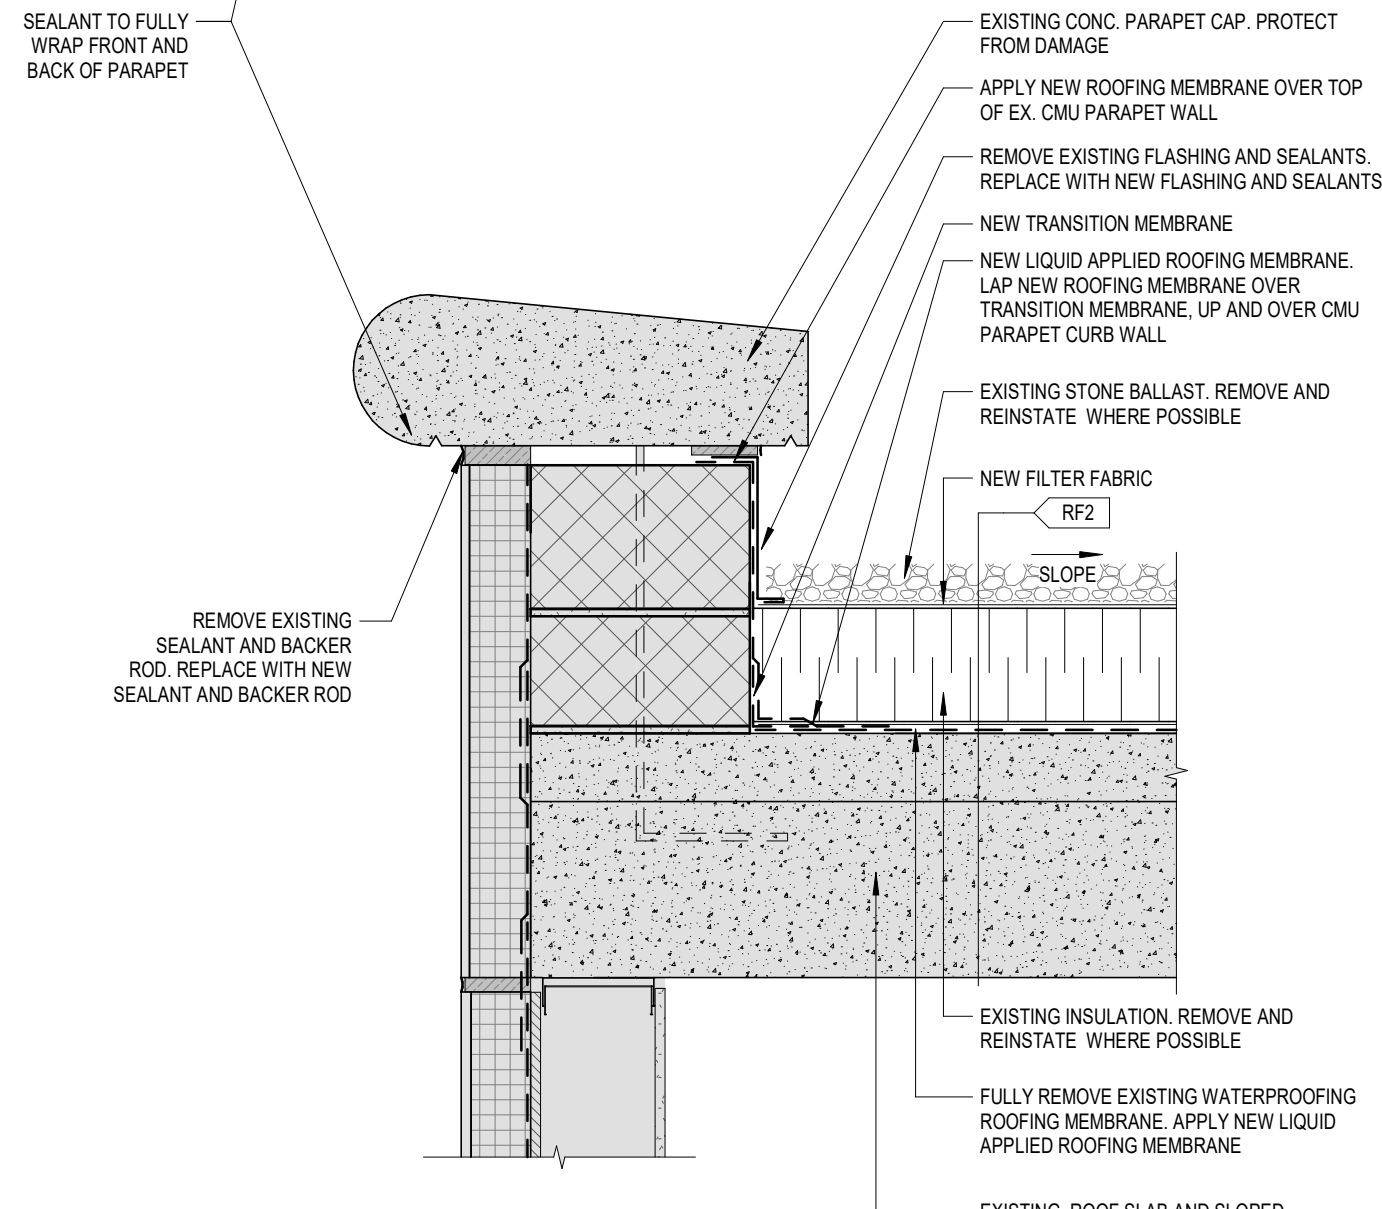 SEALANT TO FULLY
WRAP FRONT AND
BACK OF PARAPET
EXISTING CONC. PARAPET CAP. PROTECT
FROM DAMAGE
APPLY NEW ROOFING MEMBRANE OVER TOP
OF EX. CMU PARAPET WALL
REMOVE EXISTING FLASHING AND SEALANTS.
REPLACE WITH NEW FLASHING AND SEALANTS
NEW TRANSITION MEMBRANE
NEW LIQUID APPLIED ROOFING MEMBRANE.
LAP NEW ROOFING MEMBRANE OVER
TRANSITION MEMBRANE, UP AND OVER CMU
PARAPET CURB WALL
EXISTING STONE BALLAST. REMOVE AND
REINSTATE WHERE POSSIBLE
NEW FILTER FABRIC
RF2
SLOPE
REMOVE EXISTING
SEALANT AND BACKER
ROD. REPLACE WITH NEW
SEALANT AND BACKER ROD
EXISTING INSULATION. REMOVE AND
REINSTATE WHERE POSSIBLE
FULLY REMOVE EXISTING WATERPROOFING
ROOFING MEMBRANE. APPLY NEW LIQUID
APPLIED ROOFING MEMBRANE
EXISTING ROOF SLAB AND SLOPED